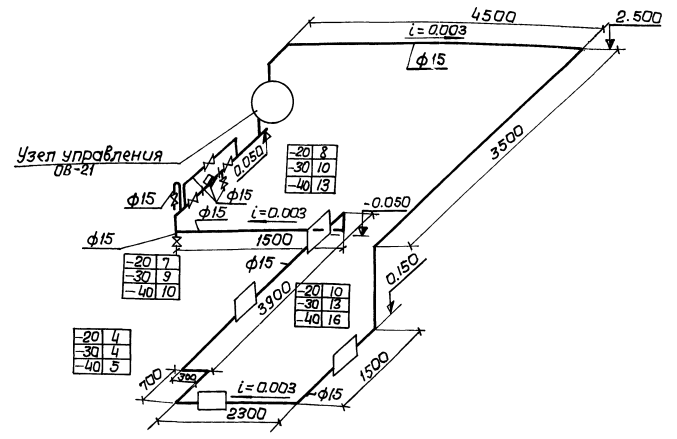 4500
2.500
i=0.003
ф15
3500
Узел управления
ОВ-21
0.050
-20 8
-30 10
-40 13
ф15
ф15
ф15
i=0.003
-0.050
ф15
1500
-20 7
-30 9
-40 10
ф15
3900
-20 10
-30 13
-40 16
0.150
-20 4
-30 4
-40 5
700
300
i=0.003
ф15
1500
2300